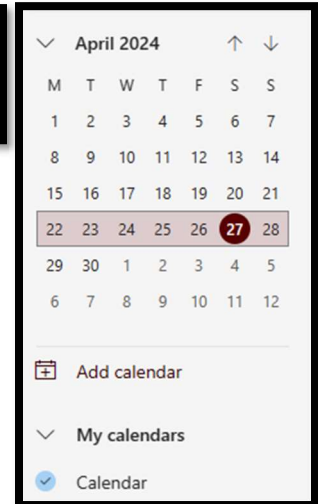 April 2024
M T W T F S S
1 2 3 4 5 6 7
8 9 10 11 12 13 14
15 16 17 18 19 20 21
22 23 24 25 26 27 28
29 30 1 2 3 4 5
6 7 8 9 10 11 12
Add calendar
My calendars
Calendar